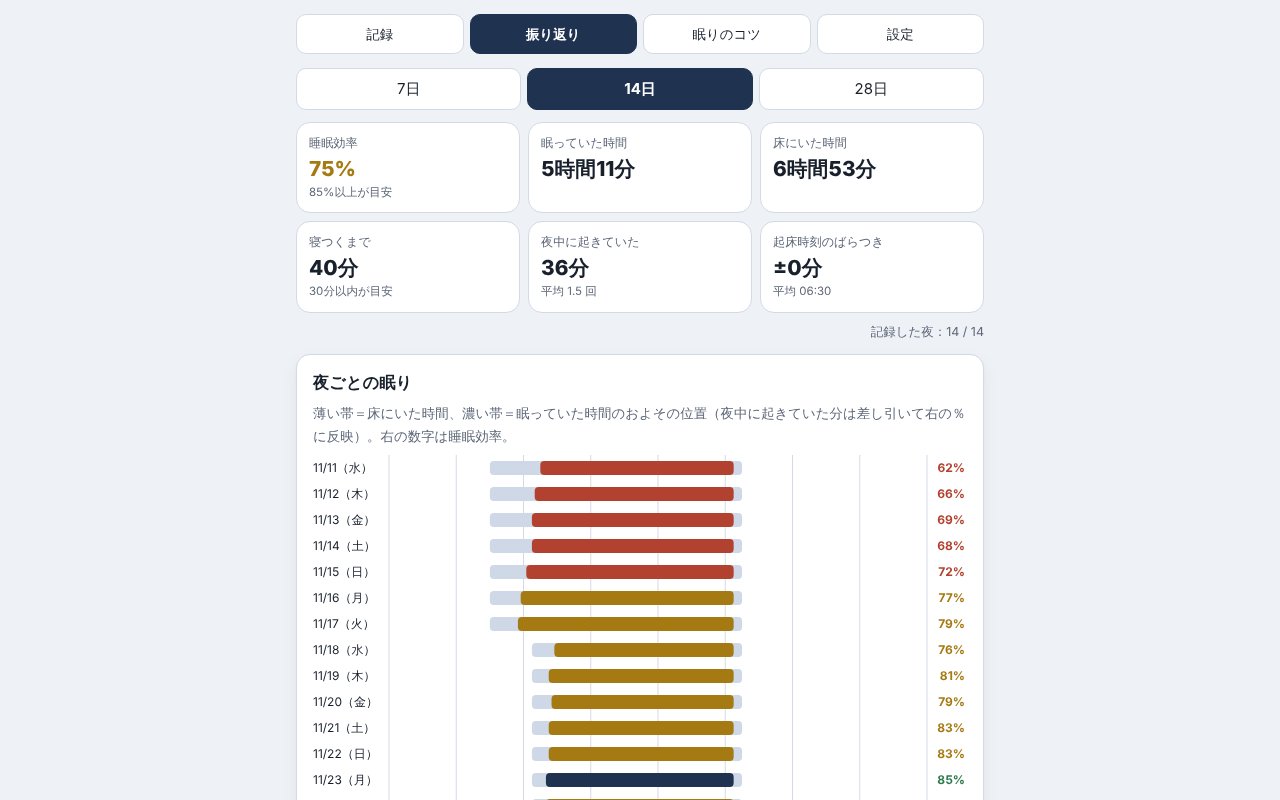 記録
振り返り
眠りのコツ
設定
7日
14日
28日
睡眠効率
75%
85%以上が目安
眠っていた時間
5時間11分
床にいた時間
6時間53分
寝つくまで
40分
30分以内が目安
夜中に起きていた
36分
平均 1.5 回
起床時刻のばらつき
±0分
平均 06:30
記録した夜：14 / 14
夜ごとの眠り
薄い帯＝床にいた時間、濃い帯＝眠っていた時間のおよその位置（夜中に起きていた分は差し引いて右の％
に反映）。右の数字は睡眠効率。
11/11（水） 62%
11/12（木） 66%
11/13（金） 69%
11/14（土） 68%
11/15（日） 72%
11/16（月） 77%
11/17（火） 79%
11/18（水） 76%
11/19（木） 81%
11/20（金） 79%
11/21（土） 83%
11/22（日） 83%
11/23（月） 85%